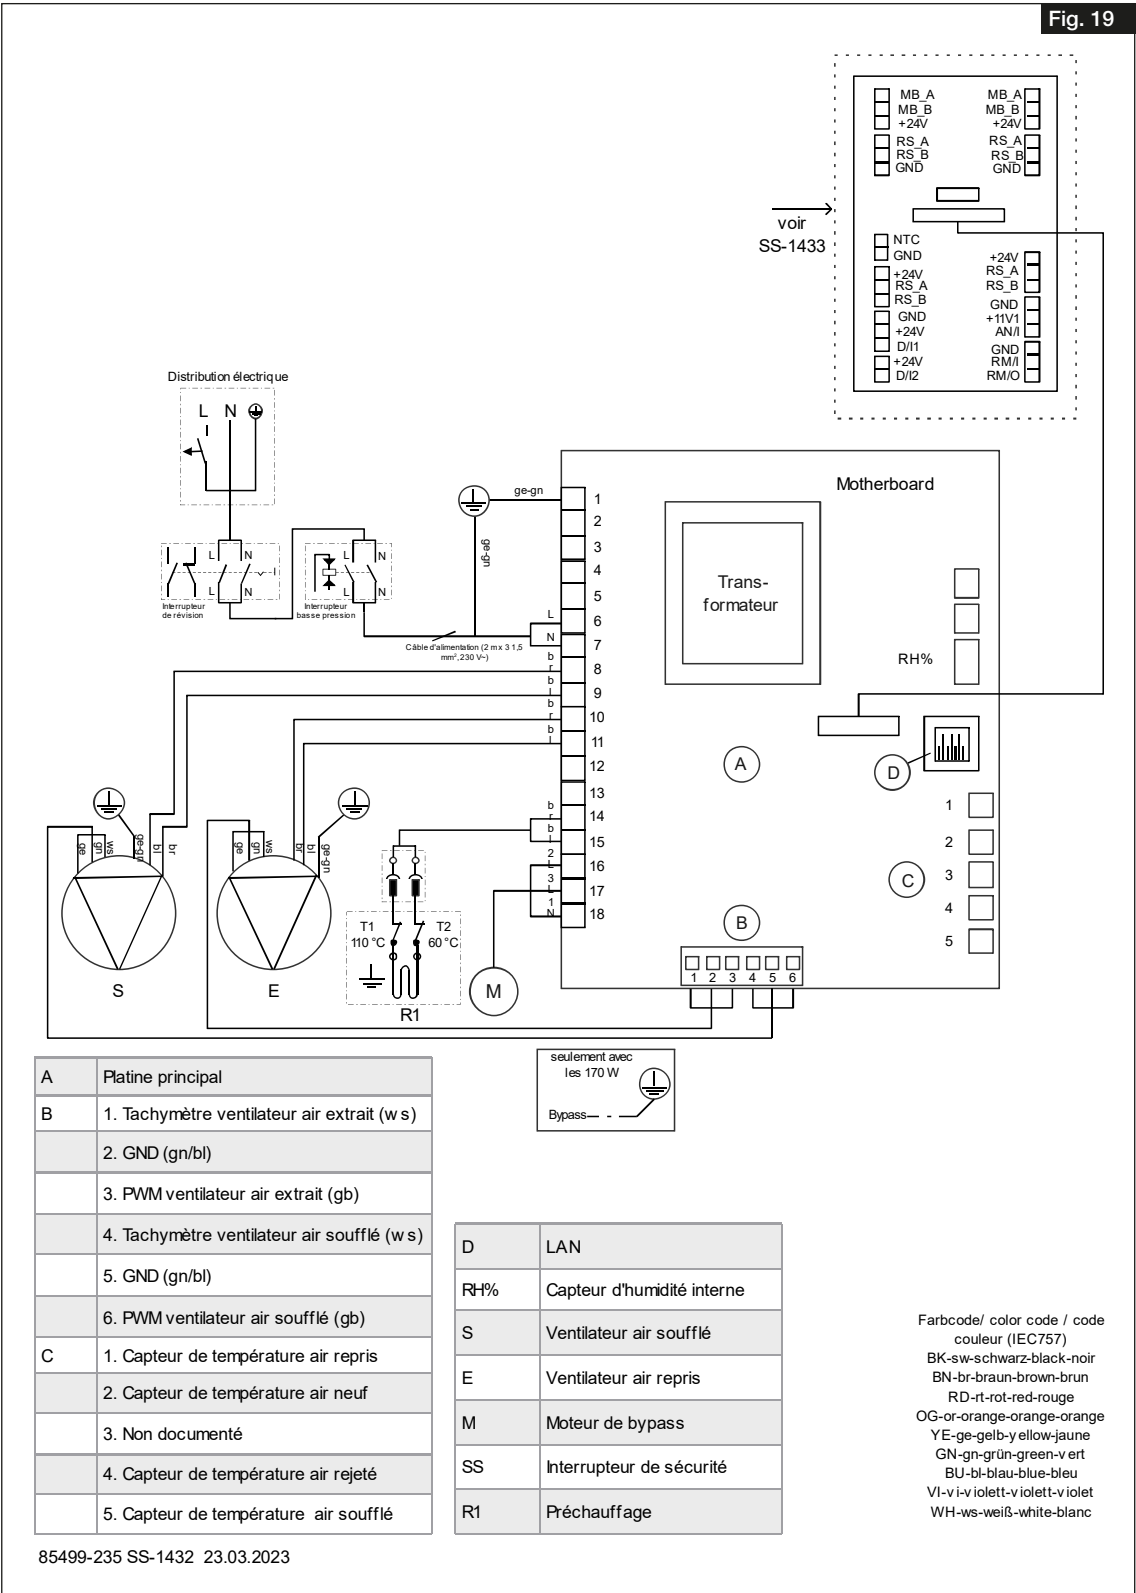 Fig. 19
MB_A MB_A
MB_B MB_B
+24V +24V
RS_A RS_A
RS_B RS_B
GND GND
voir
SS-1433
NTC
GND
+24V
RS_A
RS_B
GND
+24V
D/I1
+24V
D/I2
+24V
RS_A
RS_B
GND
+11V1
AN/I
GND
RM/I
RM/O
Distribution électrique
L N
L N
L N
I
Interrupteur
de révision
L N
L N
Interrupteur
basse pression
ge-gn
ge-gn
L
N
Câble d'alimentation (2 m x 3 1,5
mm², 230 V~)
br
bl
br
bl
br
bl
2
L
3
L
1
N
1
2
3
4
5
6
7
8
9
10
11
12
13
14
15
16
17
18
Motherboard
Trans-
formateur
RH%
A
D
C
1
2
3
4
5
B
1 2 3 4 5 6
ge gn ws ge-gn bl br
S
ge gn ws br bl ge-gn
E
T1
110 °C
T2
60 °C
R1
M
seulement avec
les 170 W
Bypass
A Platine principal
B 1. Tachymètre ventilateur air extrait (ws)
2. GND (gn/bl)
3. PWM ventilateur air extrait (gb)
4. Tachymètre ventilateur air soufflé (ws)
5. GND (gn/bl)
6. PWM ventilateur air soufflé (gb)
C 1. Capteur de température air repris
2. Capteur de température air neuf
3. Non documenté
4. Capteur de température air rejeté
5. Capteur de température air soufflé
D LAN
RH% Capteur d'humidité interne
S Ventilateur air soufflé
E Ventilateur air repris
M Moteur de bypass
SS Interrupteur de sécurité
R1 Préchauffage
Farbcode/ color code / code
couleur (IEC757)
BK-sw-schwarz-black-noir
BN-br-braun-brown-brun
RD-rt-rot-red-rouge
OG-or-orange-orange-orange
YE-ge-gelb-yellow-jaune
GN-gn-grün-green-vert
BU-bl-blau-blue-bleu
VI-vi-violett-violett-violet
WH-ws-weiß-white-blanc
85499-235 SS-1432 23.03.2023